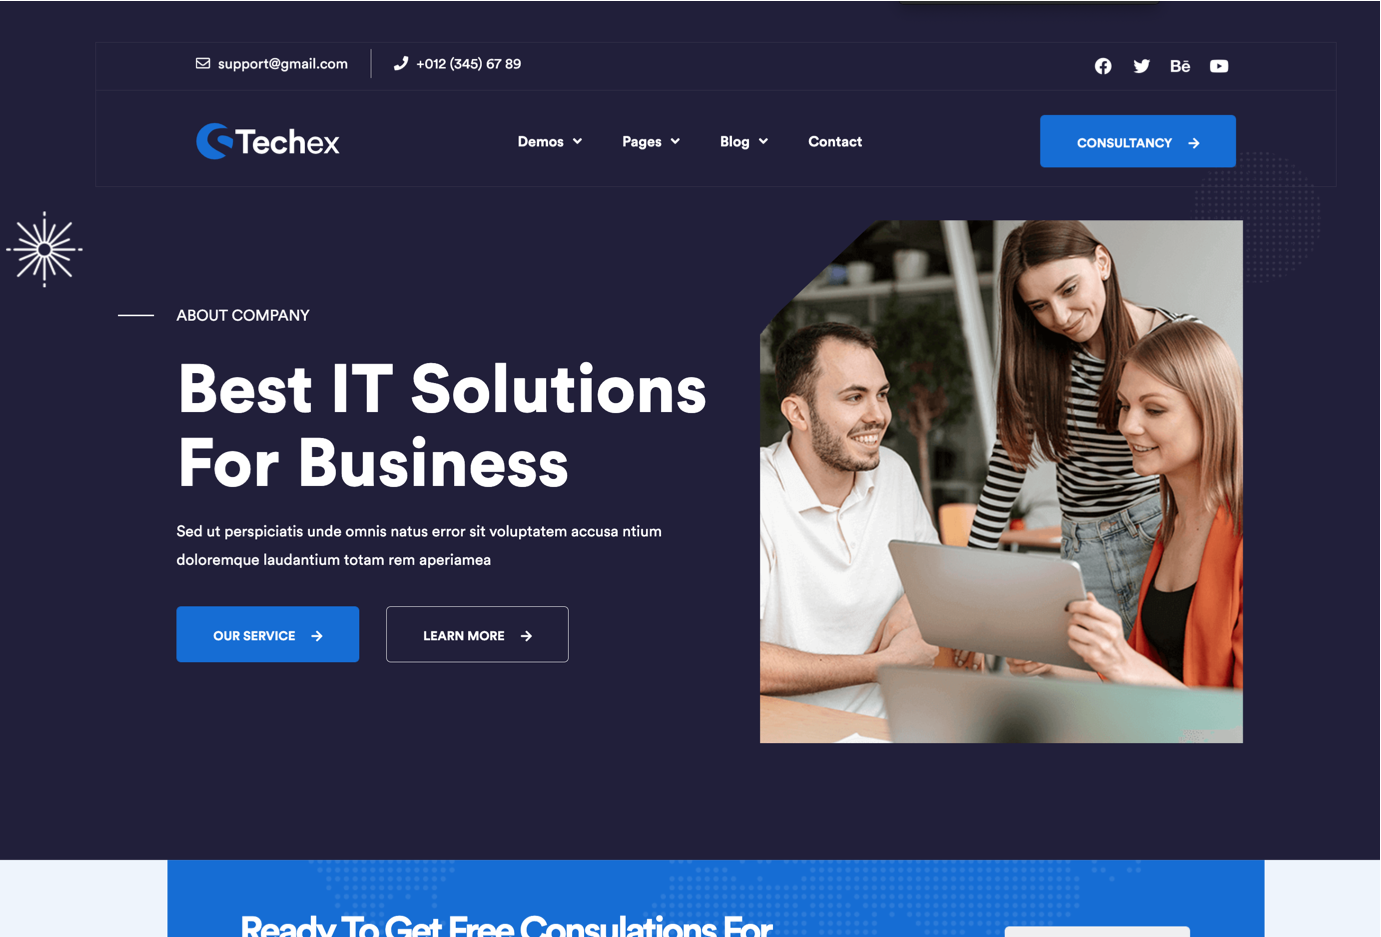 support@gmail.com
+012 (345) 67 89
Bē
Techex
Demos
Pages
Blog
Contact
CONSULTANCY
ABOUT COMPANY
Best IT Solutions
For Business
Sed ut perspiciatis unde omnis natus error sit voluptatem accusa ntium
doloremque laudantium totam rem aperiamea
OUR SERVICE
LEARN MORE
Ready To Get Free Consulations For